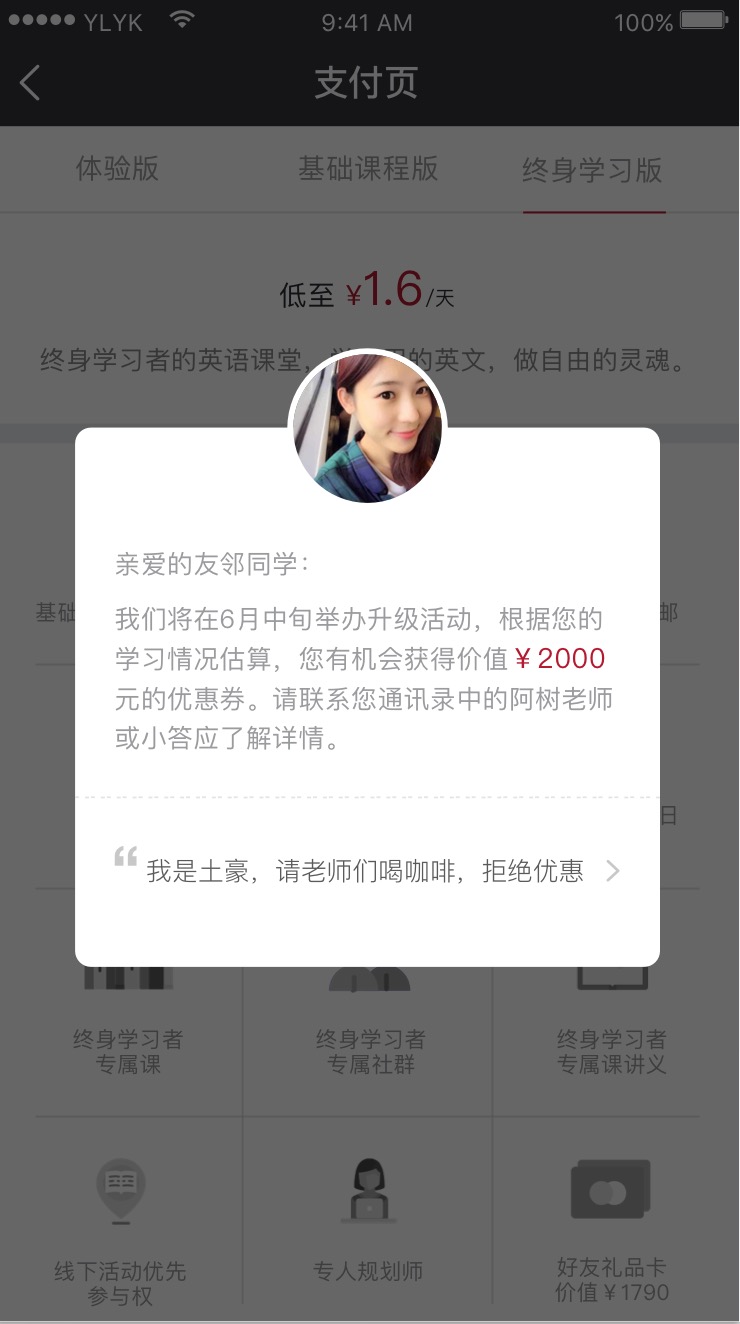 YLYK 9:41 AM 100%
支付页
体验版 基础课程版 终身学习版
低至 ¥1.6/天
终身学习者的英语课堂，学 的英文，做自由的灵魂。
亲爱的友邻同学：
基础 邮
我们将在6月中旬举办升级活动，根据您的
学习情况估算，您有机会获得价值 ¥2000
元的优惠券。请联系您通讯录中的阿树老师
或小答应了解详情。
日
“ 我是土豪，请老师们喝咖啡，拒绝优惠 >
终身学习者 终身学习者 终身学习者
专属课 专属社群 专属课讲义
线下活动优先 专人规划师 好友礼品卡
参与权 价值￥1790